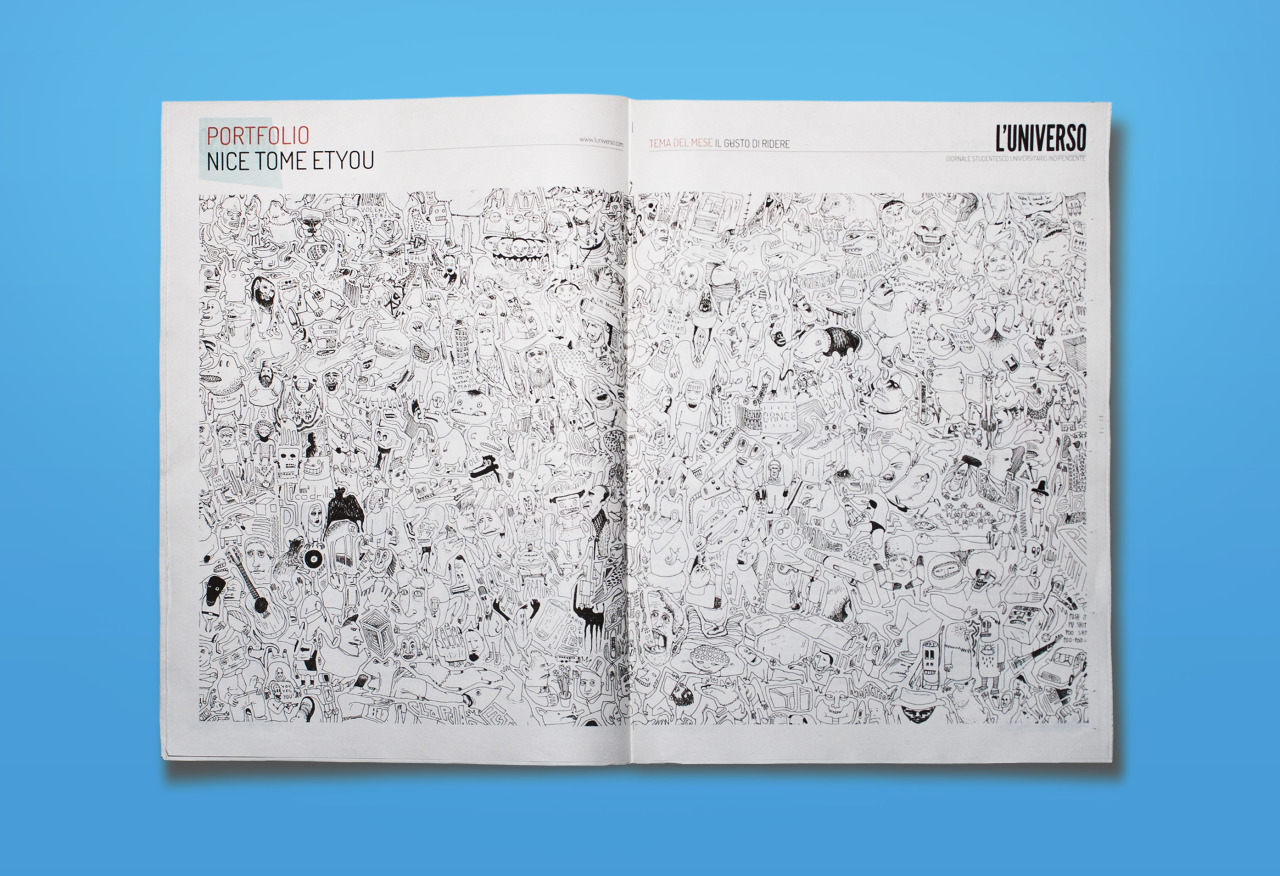 PORTFOLIO
NICE TOME ETYOU
www.luniverso.com
TEMA DEL MESE IL GUSTO DI RIDERE
L'UNIVERSO
GIORNALE STUDENTESCO UNIVERSITARIO INDIPENDENTE